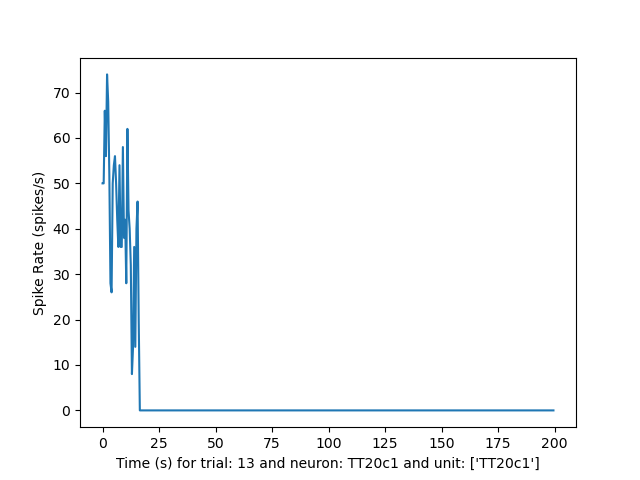 70
60
50
40
30
20
10
0
Spike Rate (spikes/s)
0 25 50 75 100 125 150 175 200
Time (s) for trial: 13 and neuron: TT20c1 and unit: ['TT20c1']